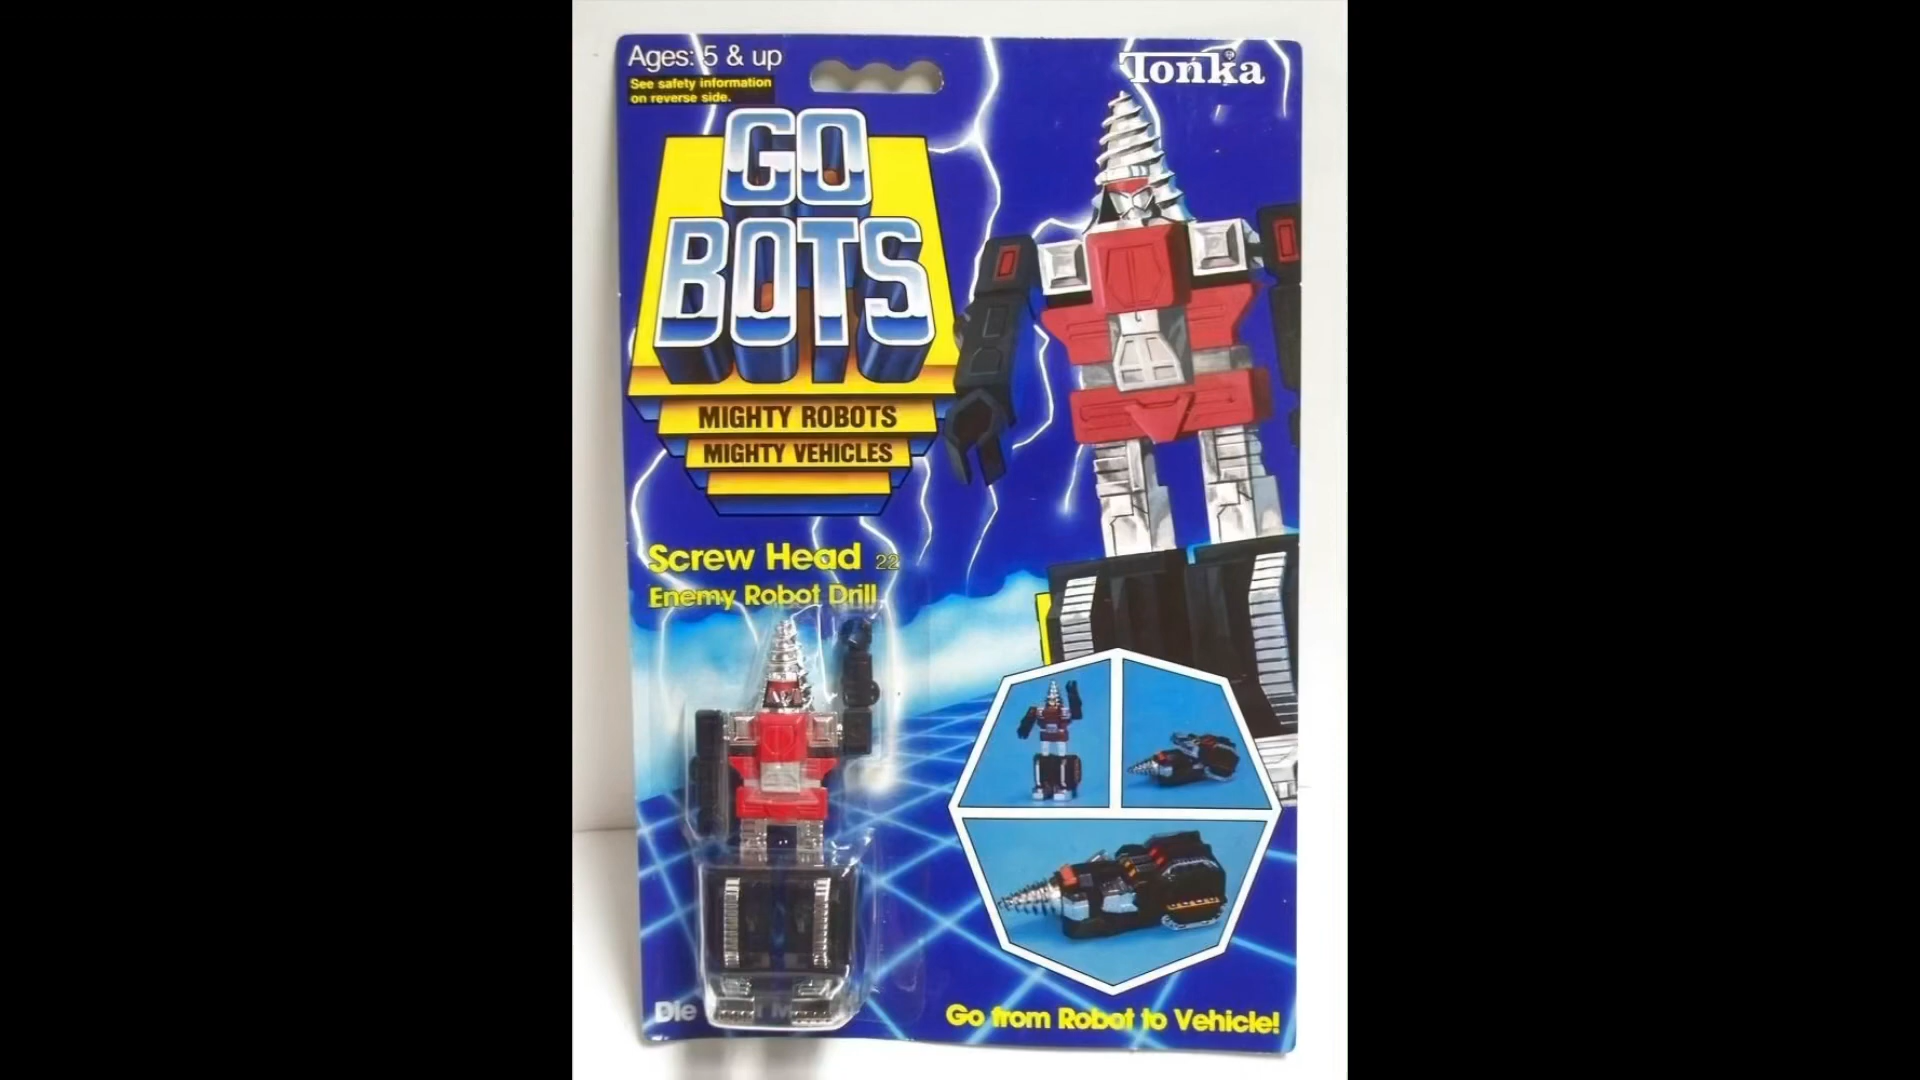 Ages: 5 & up
See safety information
on reverse side.
Tonka®
GO
BOTS
MIGHTY ROBOTS
MIGHTY VEHICLES
Screw Head 22
Enemy Robot Drill
Die
Go from Robot to Vehicle!